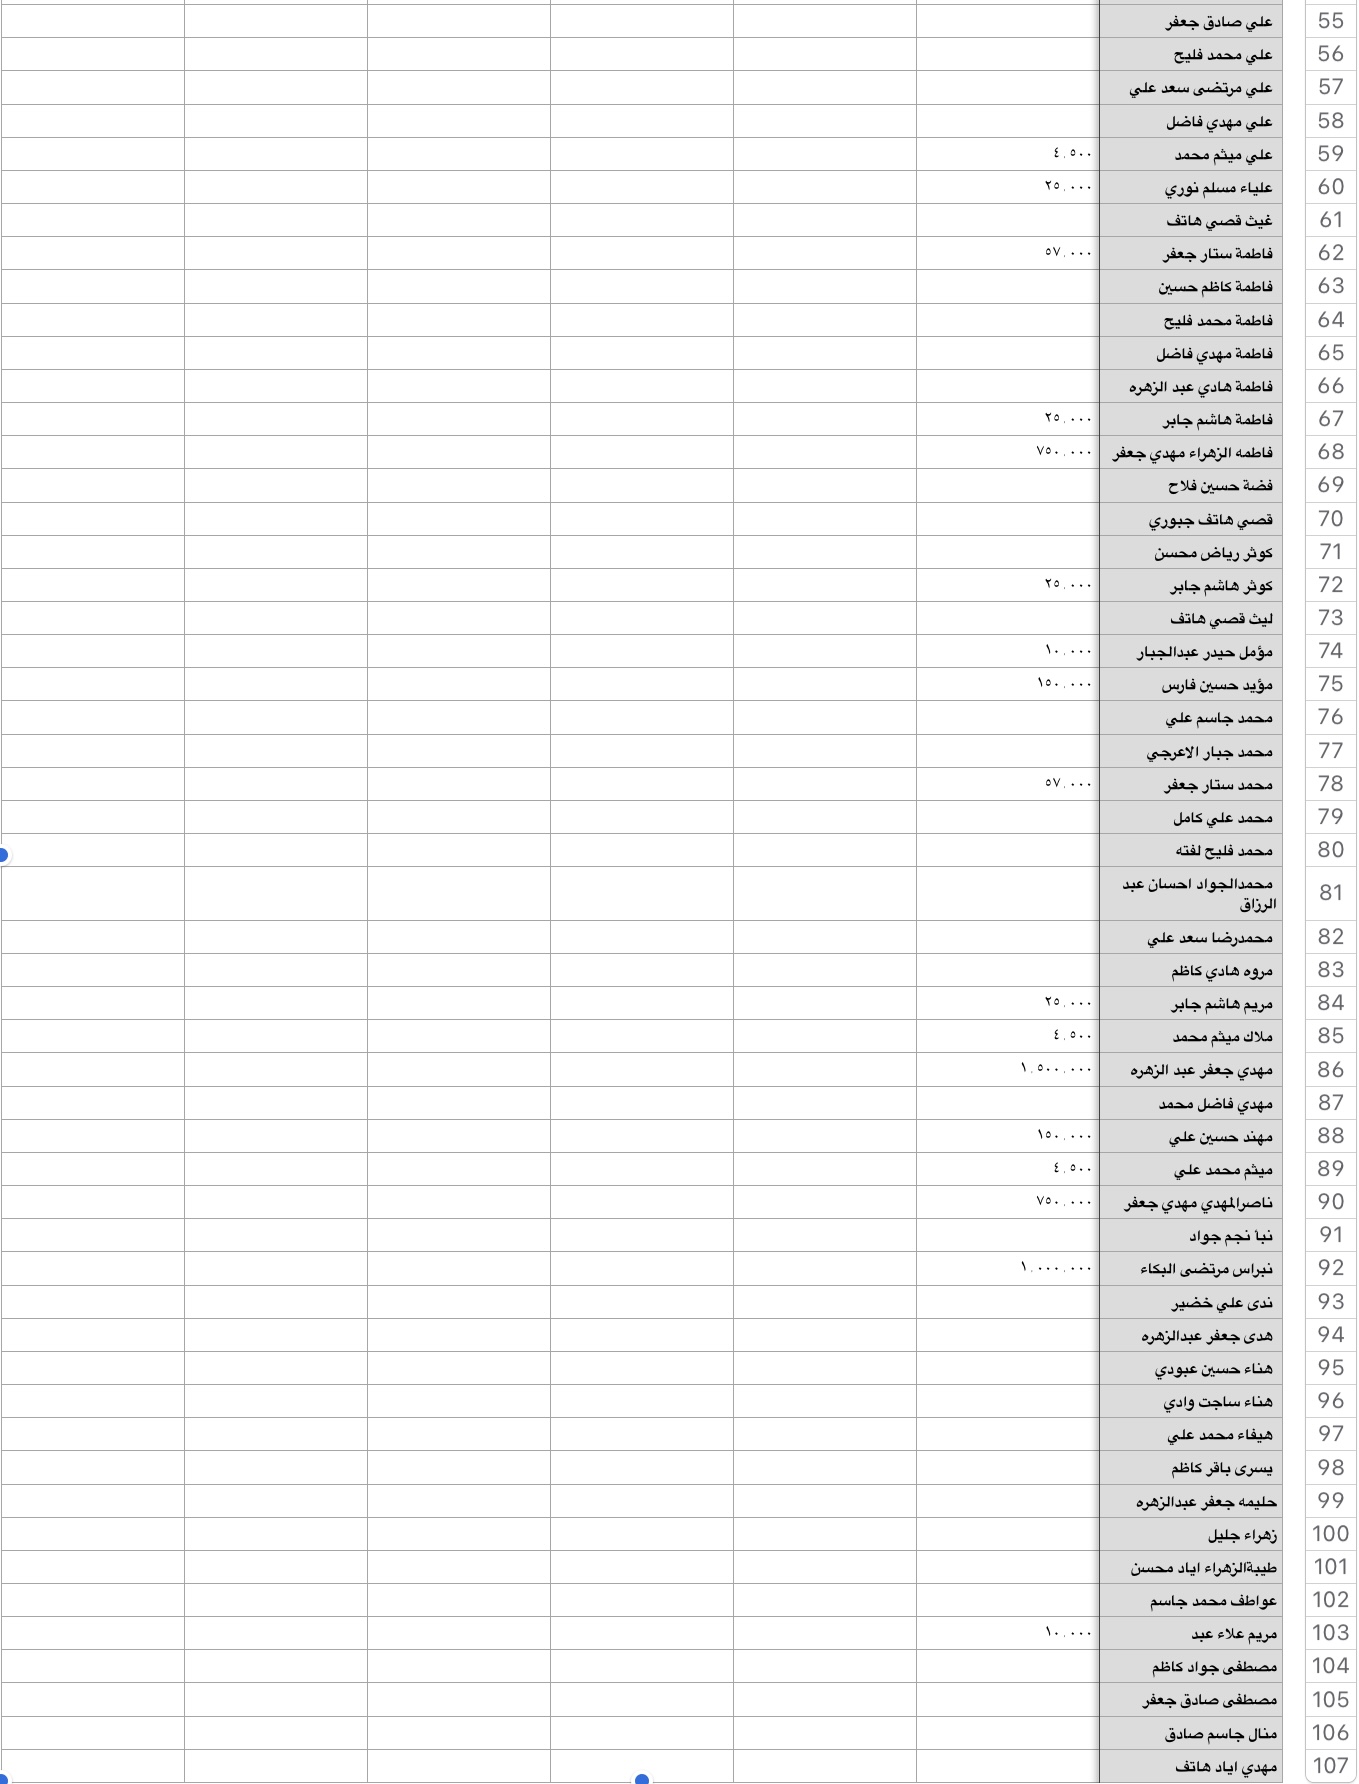 55 علي صادق جعفر
56 علي محمد فليح
57 علي مرتضى سعد علي
58 علي مهدي فاضل
59 علي ميثم محمد ٤,٥٠٠
60 علياء مسلم نوري ٢٥,٠٠٠
61 غيث قصي هاتف
62 فاطمة ستار جعفر ٥٧,٠٠٠
63 فاطمة كاظم حسين
64 فاطمة محمد فليح
65 فاطمة مهدي فاضل
66 فاطمة هادي عبد الزهره
67 فاطمة هاشم جابر ٢٥,٠٠٠
68 فاطمه الزهراء مهدي جعفر ٧٥٠,٠٠٠
69 فضة حسين فلاح
70 قصي هاتف جبوري
71 كوثر رياض محسن
72 كوثر هاشم جابر ٢٥,٠٠٠
73 ليث قصي هاتف
74 مؤمل حيدر عبدالجبار ١٠,٠٠٠
75 مؤيد حسين فارس ١٥٠,٠٠٠
76 محمد جاسم علي
77 محمد جبار الاعرجي
78 محمد ستار جعفر ٥٧,٠٠٠
79 محمد علي كامل
80 محمد فليح لفته
81 محمدالجواد احسان عبد
الرزاق
82 محمدرضا سعد علي
83 مروه هادي كاظم
84 مريم هاشم جابر ٢٥,٠٠٠
85 ملاك ميثم محمد ٤,٥٠٠
86 مهدي جعفر عبد الزهره ١,٥٠٠,٠٠٠
87 مهدي فاضل محمد
88 مهند حسين علي ١٥٠,٠٠٠
89 ميثم محمد علي ٤,٥٠٠
90 ناصرالمهدي مهدي جعفر ٧٥٠,٠٠٠
91 نبأ نجم جواد
92 نبراس مرتضى البكاء ١,٠٠٠,٠٠٠
93 ندى علي خضير
94 هدى جعفر عبدالزهره
95 هناء حسين عبودي
96 هناء ساجت وادي
97 هيفاء محمد علي
98 يسرى باقر كاظم
99 حليمه جعفر عبدالزهره
100 زهراء جليل
101 طيبةالزهراء اياد محسن
102 عواطف محمد جاسم
103 مريم علاء عبد ١٠,٠٠٠
104 مصطفى جواد كاظم
105 مصطفى صادق جعفر
106 منال جاسم صادق
107 مهدي اياد هاتف